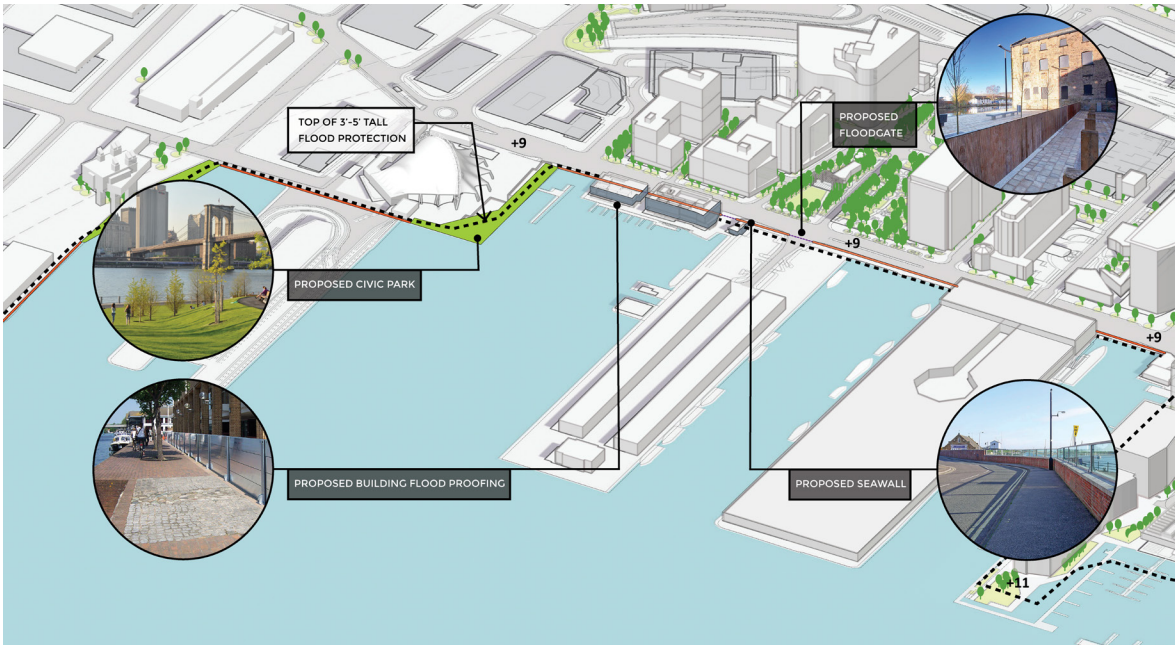 TOP OF 3'-5' TALL
FLOOD PROTECTION
+9
PROPOSED
FLOODGATE
+9
PROPOSED CIVIC PARK
+9
PROPOSED BUILDING FLOOD PROOFING
PROPOSED SEAWALL
+11